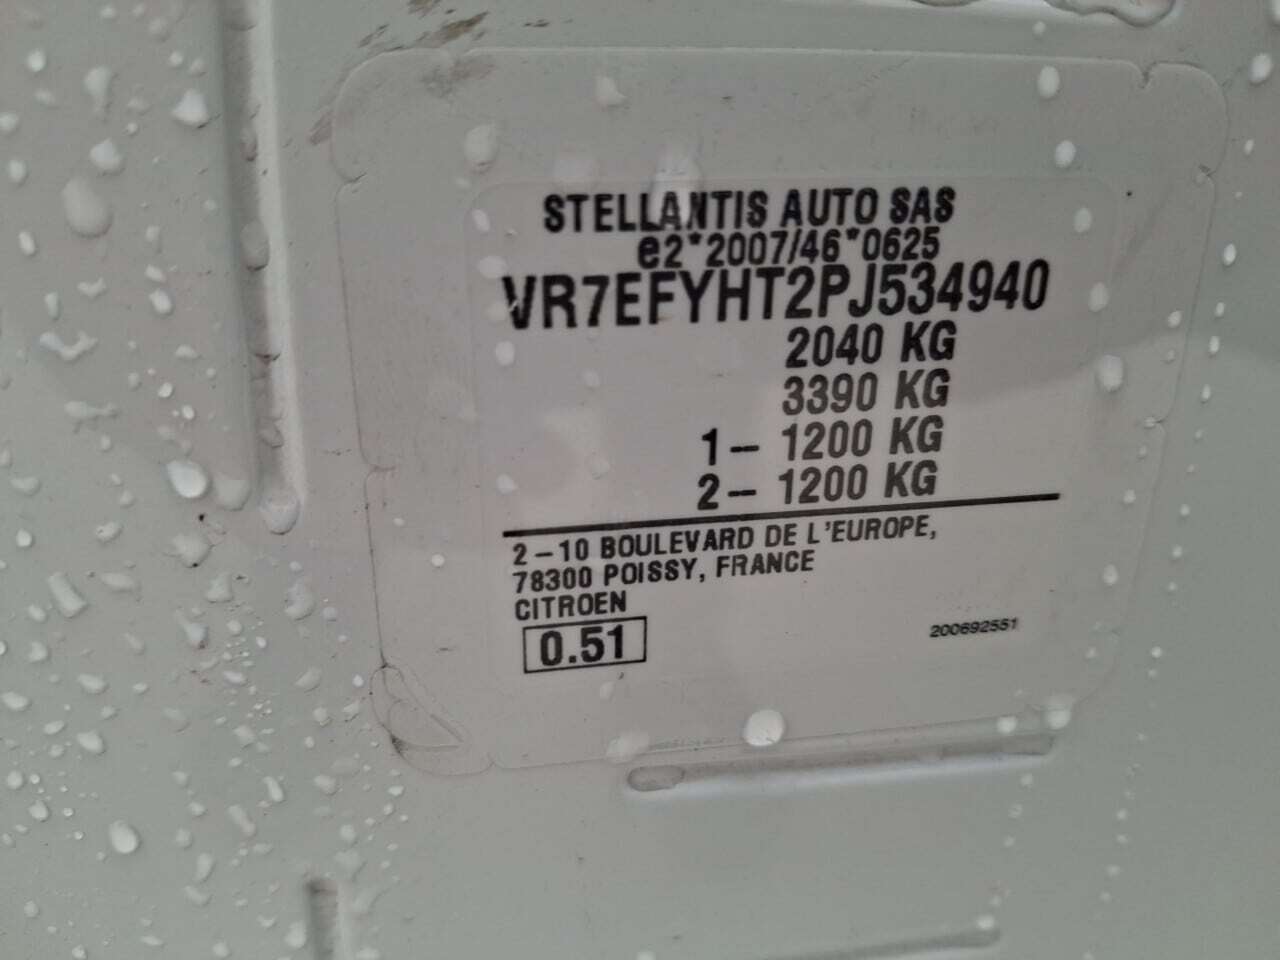 STELLANTIS AUTO SAS
e2*2007/46*0625
VR7EFYHT2PJ534940
2040 KG
3390 KG
1- 1200 KG
2- 1200 KG
2-10 BOULEVARD DE L'EUROPE,
78300 POISSY, FRANCE
CITROEN
0.51
200692551